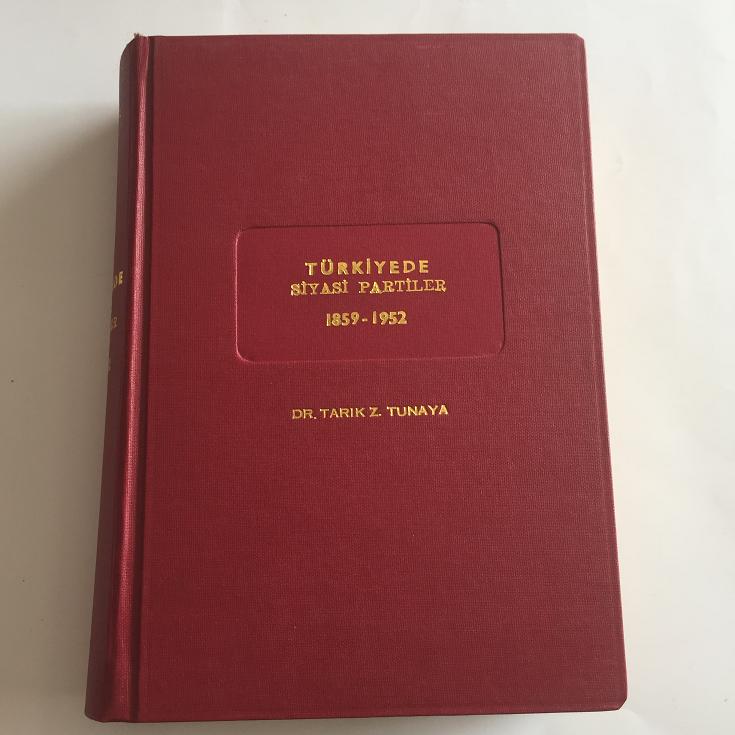 TÜRKİYEDE
SİYASİ PARTİLER
1859-1952
DR. TARIK Z. TUNAYA